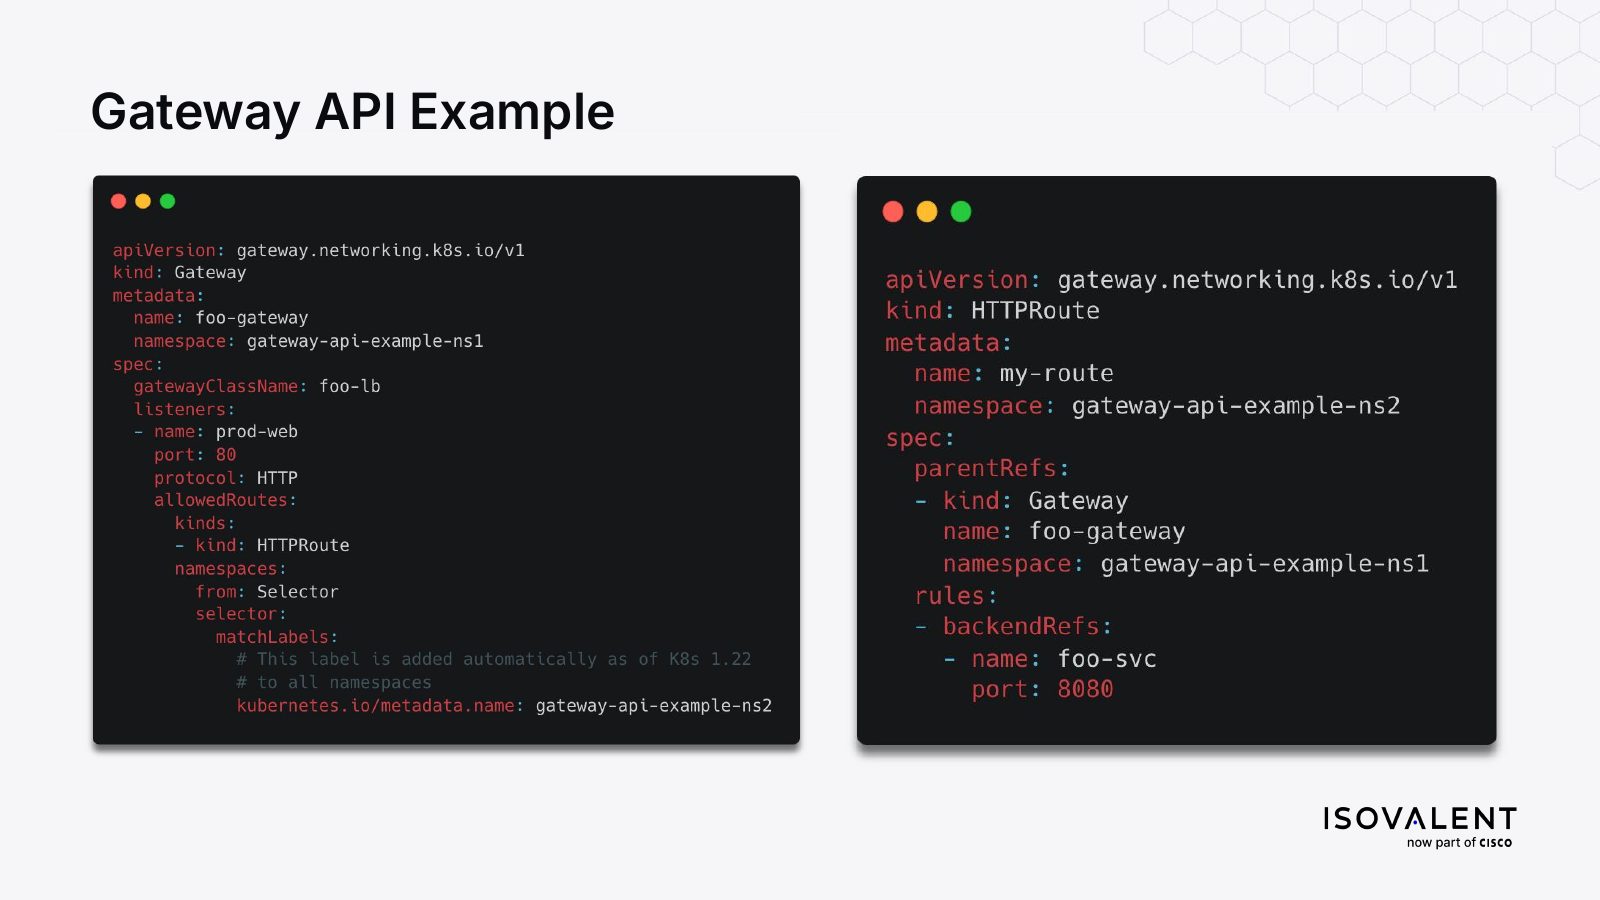 Gateway API Example
apiVersion: gateway.networking.k8s.io/v1
kind: Gateway
metadata:
  name: foo-gateway
  namespace: gateway-api-example-ns1
spec:
  gatewayClassName: foo-lb
  listeners:
  - name: prod-web
    port: 80
    protocol: HTTP
    allowedRoutes:
      kinds:
      - kind: HTTPRoute
      namespaces:
        from: Selector
        selector:
          matchLabels:
            # This label is added automatically as of K8s 1.22
            # to all namespaces
            kubernetes.io/metadata.name: gateway-api-example-ns2
apiVersion: gateway.networking.k8s.io/v1
kind: HTTPRoute
metadata:
  name: my-route
  namespace: gateway-api-example-ns2
spec:
  parentRefs:
  - kind: Gateway
    name: foo-gateway
    namespace: gateway-api-example-ns1
  rules:
  - backendRefs:
    - name: foo-svc
      port: 8080
ISOVALENT
now part of CISCO